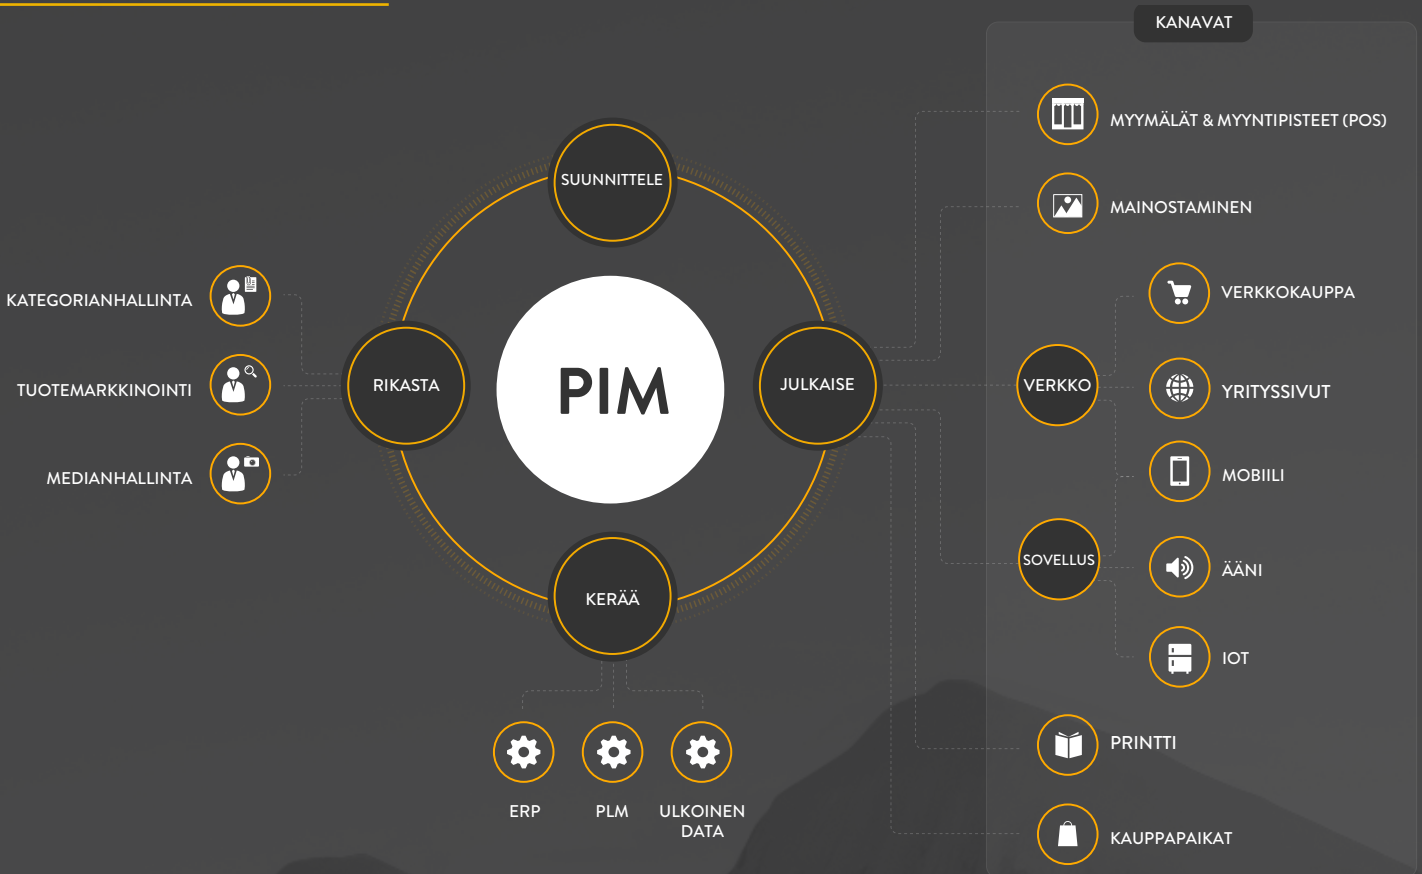 KANAVAT
MYYMÄLÄT & MYYNTIPISTEET (POS)
SUUNNITTELE
MAINOSTAMINEN
KATEGORIANHALLINTA
VERKKOKAUPPA
TUOTEMARKKINOINTI
RIKASTA
PIM
JULKAISE
VERKKO
YRITYSSIVUT
MEDIANHALLINTA
MOBIILI
SOVELLUS
ÄÄNI
KERÄÄ
IOT
PRINTTI
ERP
PLM
ULKOINEN
DATA
KAUPPAPAIKAT